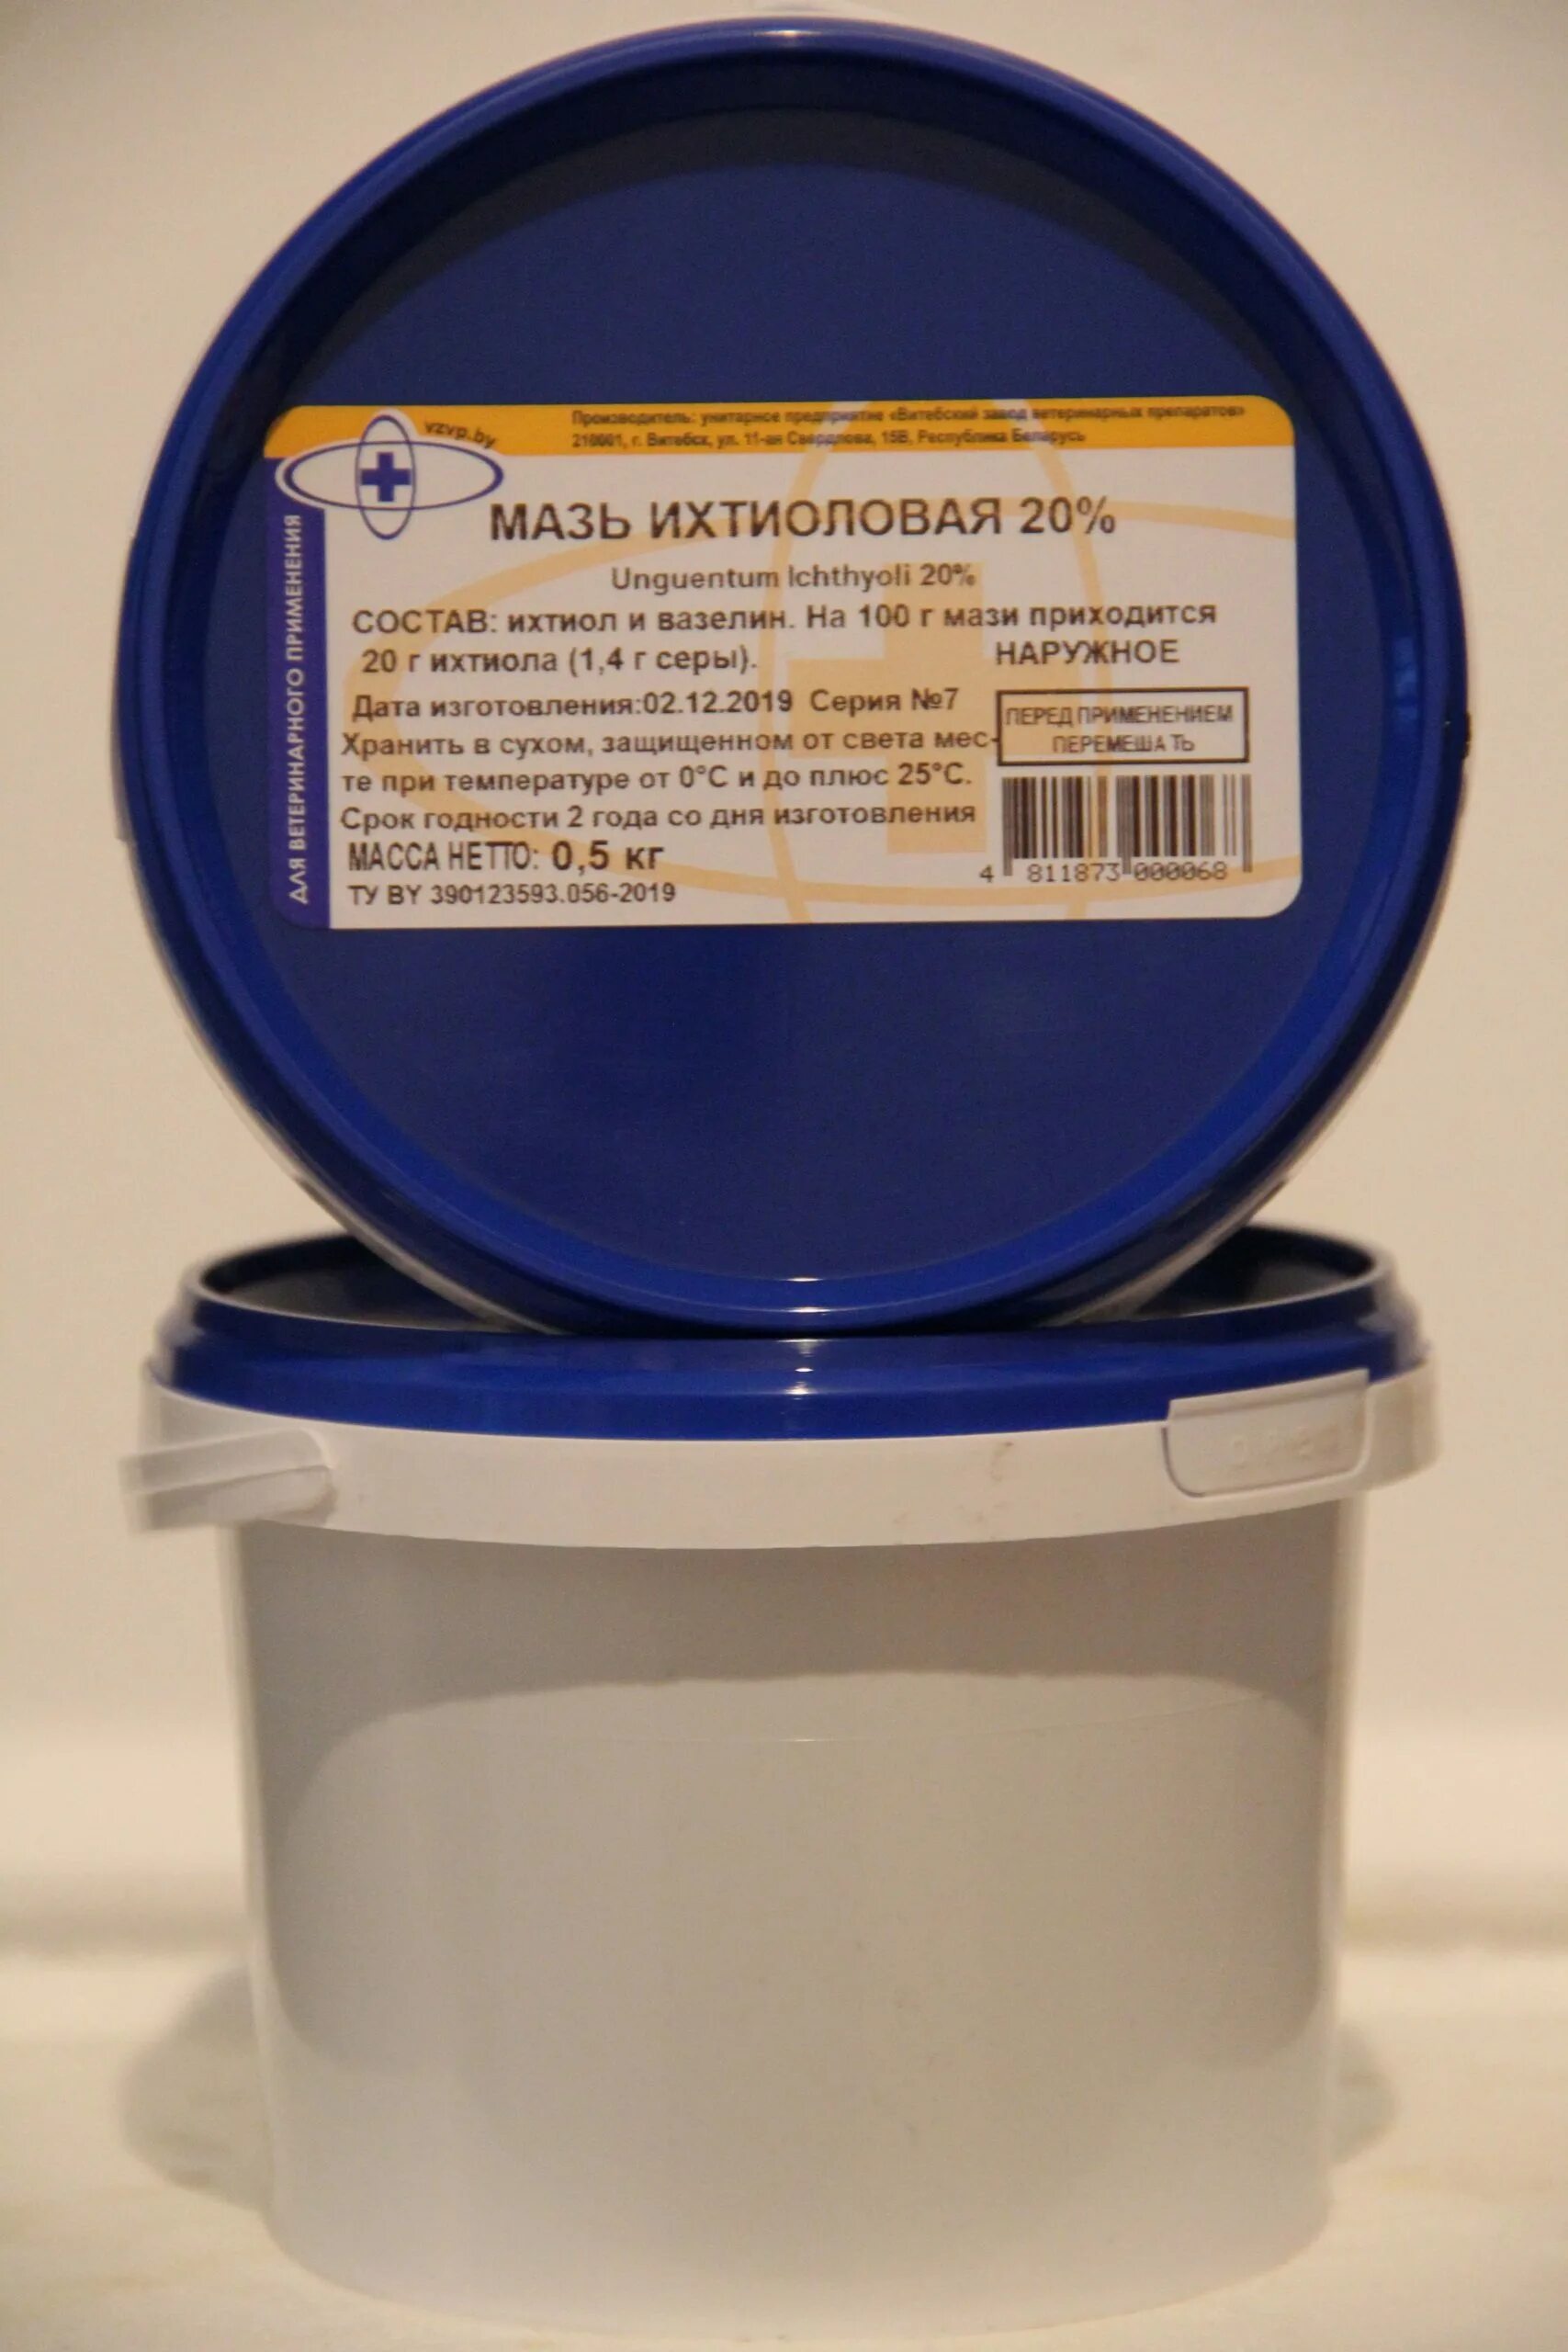 Производитель: унитарное предприятие «Витебский завод ветеринарных препаратов»
210001, г. Витебск, ул. 11-ая Свердлова, 15В, Республика Беларусь
vzvp.by
ДЛЯ ВЕТЕРИНАРНОГО ПРИМЕНЕНИЯ
МАЗЬ ИХТИОЛОВАЯ 20%
Unguentum Ichthyoli 20%
СОСТАВ: ихтиол и вазелин. На 100 г мази приходится
20 г ихтиола (1,4 г серы).
НАРУЖНОЕ
Дата изготовления:02.12.2019 Серия №7
ПЕРЕД ПРИМЕНЕНИЕМ
ПЕРЕМЕШАТЬ
Хранить в сухом, защищенном от света мес-
те при температуре от 0°С и до плюс 25°С.
Срок годности 2 года со дня изготовления
МАССА НЕТТО: 0,5 кг
ТУ BY 390123593.056-2019
4 811873 000068